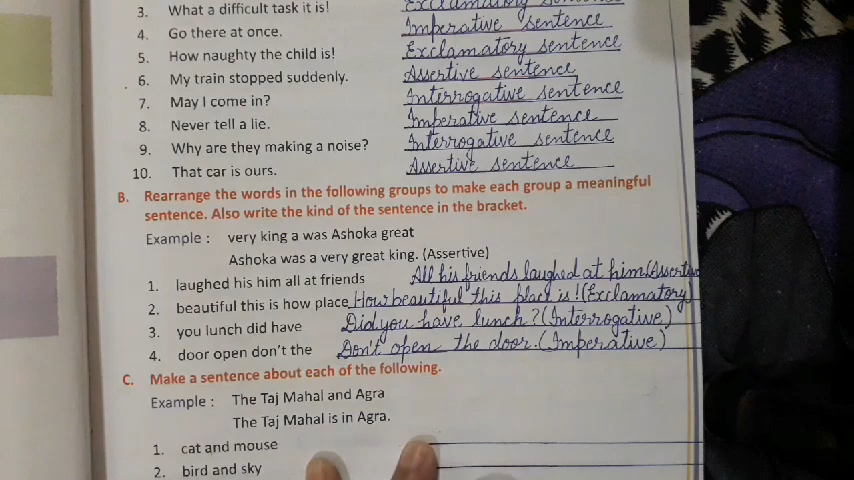 3. What a difficult task it is! Exclamatory sentence
4. Go there at once. Imperative sentence
5. How naughty the child is! Exclamatory sentence
6. My train stopped suddenly. Assertive sentence
7. May I come in? Interrogative sentence
8. Never tell a lie. Imperative sentence
9. Why are they making a noise? Interrogative sentence
10. That car is ours. Assertive sentence
B. Rearrange the words in the following groups to make each group a meaningful
sentence. Also write the kind of the sentence in the bracket.
Example : very king a was Ashoka great
Ashoka was a very great king. (Assertive)
1. laughed his him all at friends All his friends laughed at him (Assertive
2. beautiful this is how place How beautiful this place is! (Exclamatory)
3. you lunch did have Did you have lunch? (Interrogative)
4. door open don't the Don't open the door. (Imperative)
C. Make a sentence about each of the following.
Example : The Taj Mahal and Agra
The Taj Mahal is in Agra.
1. cat and mouse
2. bird and sky